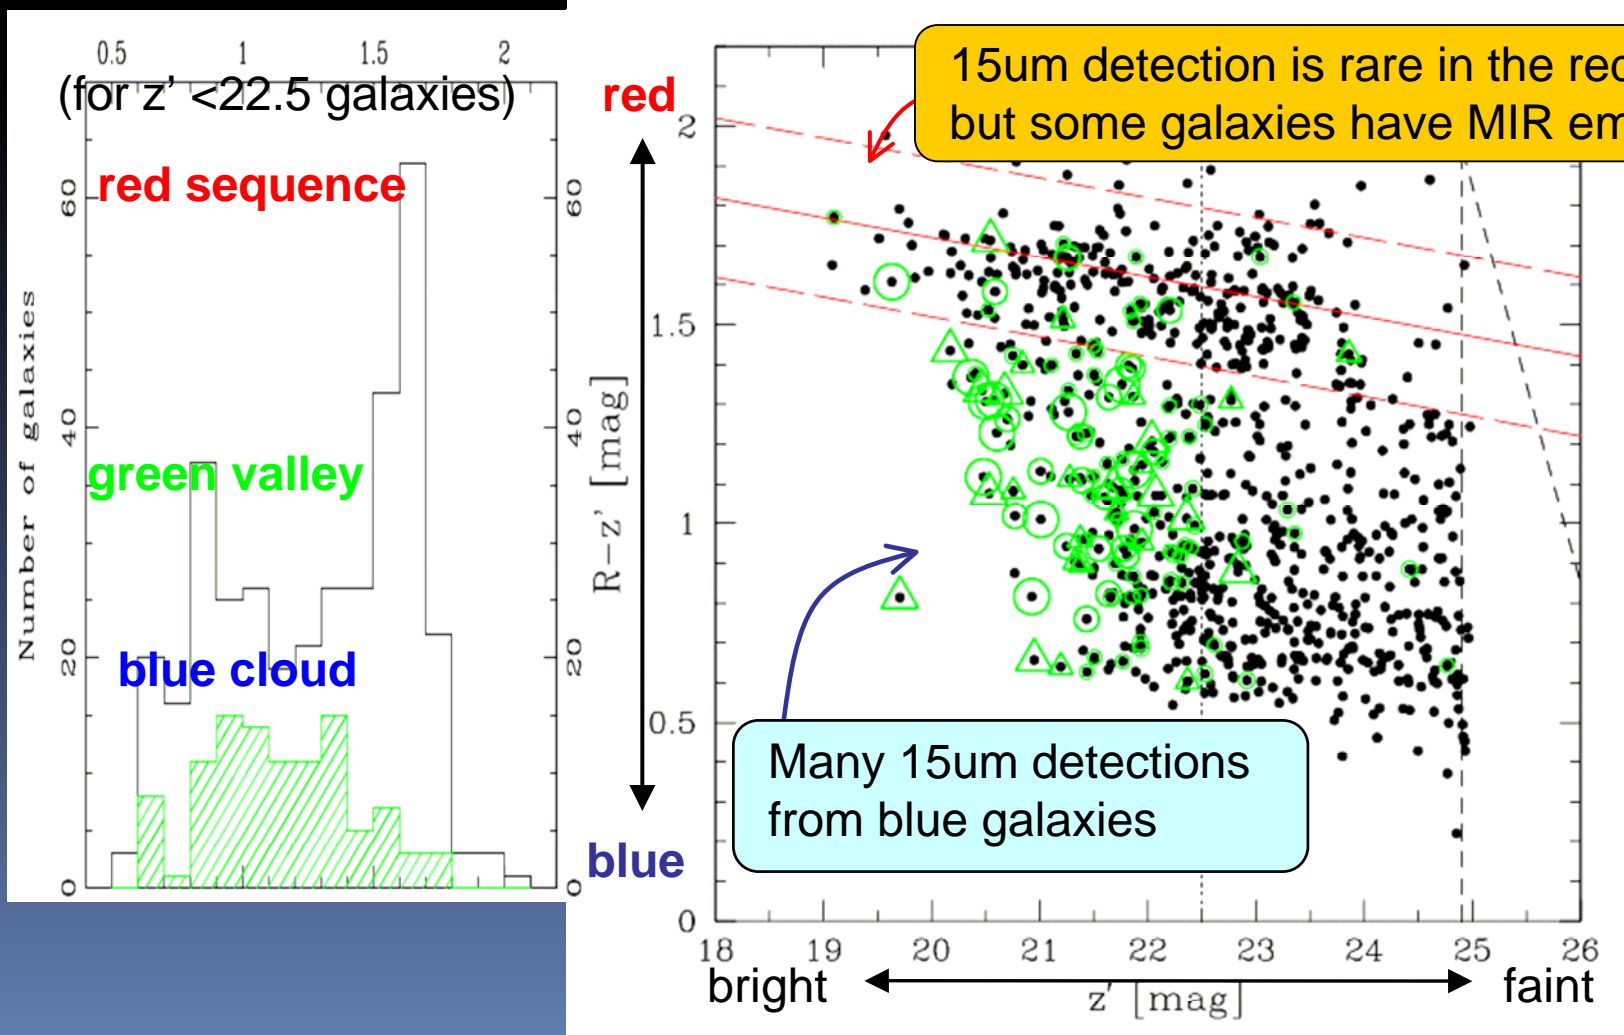 0.5 1 1.5 2
(for z' <22.5 galaxies)
red sequence
green valley
blue cloud
Number of galaxies
0 20 40 60
0 20 40 60
red
blue
15um detection is rare in the red
but some galaxies have MIR em
Many 15um detections
from blue galaxies
R-z' [mag]
2
1.5
1
0.5
0
18 19 20 21 22 23 24 25 26
bright
z' [mag]
faint